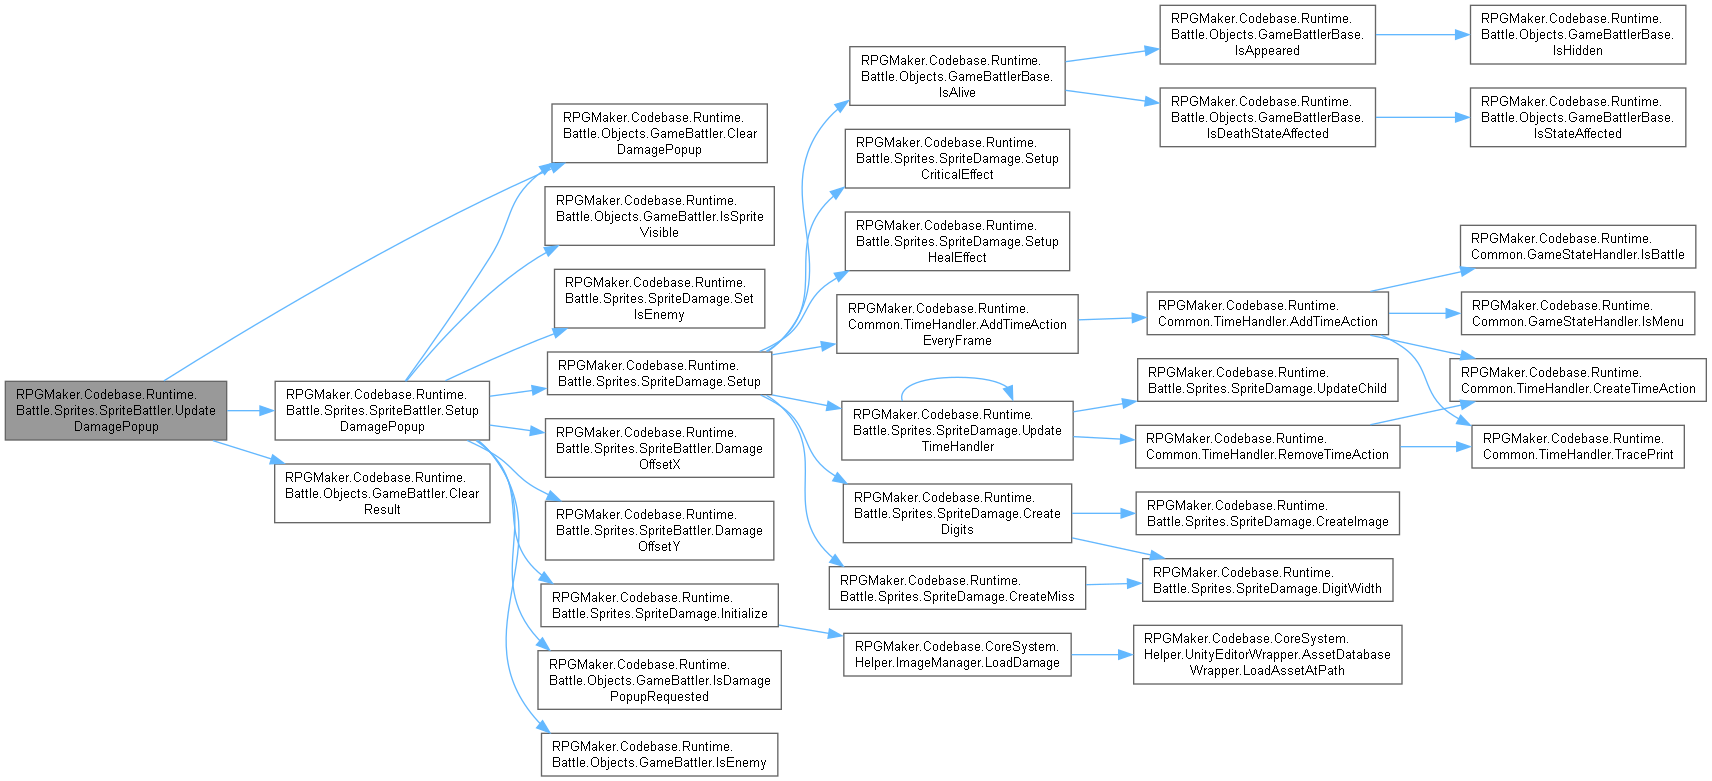 RPGMaker.Codebase.Runtime.
Battle.Sprites.SpriteBattler.Update
DamagePopup
RPGMaker.Codebase.Runtime.
Battle.Sprites.SpriteBattler.Setup
DamagePopup
RPGMaker.Codebase.Runtime.
Battle.Objects.GameBattler.Clear
Result
RPGMaker.Codebase.Runtime.
Battle.Objects.GameBattler.Clear
DamagePopup
RPGMaker.Codebase.Runtime.
Battle.Objects.GameBattler.IsSprite
Visible
RPGMaker.Codebase.Runtime.
Battle.Sprites.SpriteDamage.Set
IsEnemy
RPGMaker.Codebase.Runtime.
Battle.Sprites.SpriteDamage.Setup
RPGMaker.Codebase.Runtime.
Battle.Sprites.SpriteBattler.Damage
OffsetX
RPGMaker.Codebase.Runtime.
Battle.Sprites.SpriteBattler.Damage
OffsetY
RPGMaker.Codebase.Runtime.
Battle.Sprites.SpriteDamage.Initialize
RPGMaker.Codebase.Runtime.
Battle.Objects.GameBattler.IsDamage
PopupRequested
RPGMaker.Codebase.Runtime.
Battle.Objects.GameBattler.IsEnemy
RPGMaker.Codebase.Runtime.
Battle.Objects.GameBattlerBase.
IsAlive
RPGMaker.Codebase.Runtime.
Battle.Sprites.SpriteDamage.Setup
CriticalEffect
RPGMaker.Codebase.Runtime.
Battle.Sprites.SpriteDamage.Setup
HealEffect
RPGMaker.Codebase.Runtime.
Common.TimeHandler.AddTimeAction
EveryFrame
RPGMaker.Codebase.Runtime.
Battle.Sprites.SpriteDamage.Update
TimeHandler
RPGMaker.Codebase.Runtime.
Battle.Sprites.SpriteDamage.Create
Digits
RPGMaker.Codebase.Runtime.
Battle.Sprites.SpriteDamage.CreateMiss
RPGMaker.Codebase.CoreSystem.
Helper.ImageManager.LoadDamage
RPGMaker.Codebase.Runtime.
Battle.Objects.GameBattlerBase.
IsAppeared
RPGMaker.Codebase.Runtime.
Battle.Objects.GameBattlerBase.
IsDeathStateAffected
RPGMaker.Codebase.Runtime.
Common.TimeHandler.AddTimeAction
RPGMaker.Codebase.Runtime.
Battle.Sprites.SpriteDamage.UpdateChild
RPGMaker.Codebase.Runtime.
Common.TimeHandler.RemoveTimeAction
RPGMaker.Codebase.Runtime.
Battle.Sprites.SpriteDamage.CreateImage
RPGMaker.Codebase.Runtime.
Battle.Sprites.SpriteDamage.DigitWidth
RPGMaker.Codebase.CoreSystem.
Helper.UnityEditorWrapper.AssetDatabase
Wrapper.LoadAssetAtPath
RPGMaker.Codebase.Runtime.
Battle.Objects.GameBattlerBase.
IsHidden
RPGMaker.Codebase.Runtime.
Battle.Objects.GameBattlerBase.
IsStateAffected
RPGMaker.Codebase.Runtime.
Common.GameStateHandler.IsBattle
RPGMaker.Codebase.Runtime.
Common.GameStateHandler.IsMenu
RPGMaker.Codebase.Runtime.
Common.TimeHandler.CreateTimeAction
RPGMaker.Codebase.Runtime.
Common.TimeHandler.TracePrint